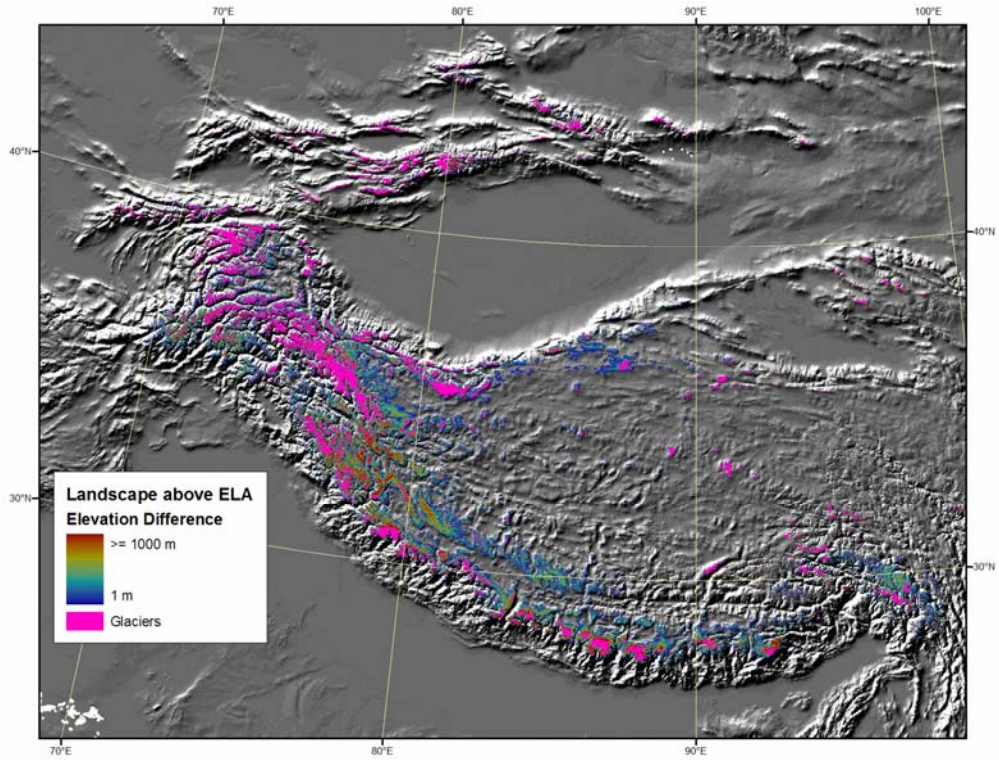 70°E 80°E 90°E 100°E
40°N
40°N
30°N
30°N
Landscape above ELA
Elevation Difference
>= 1000 m
1 m
Glaciers
70°E 80°E 90°E